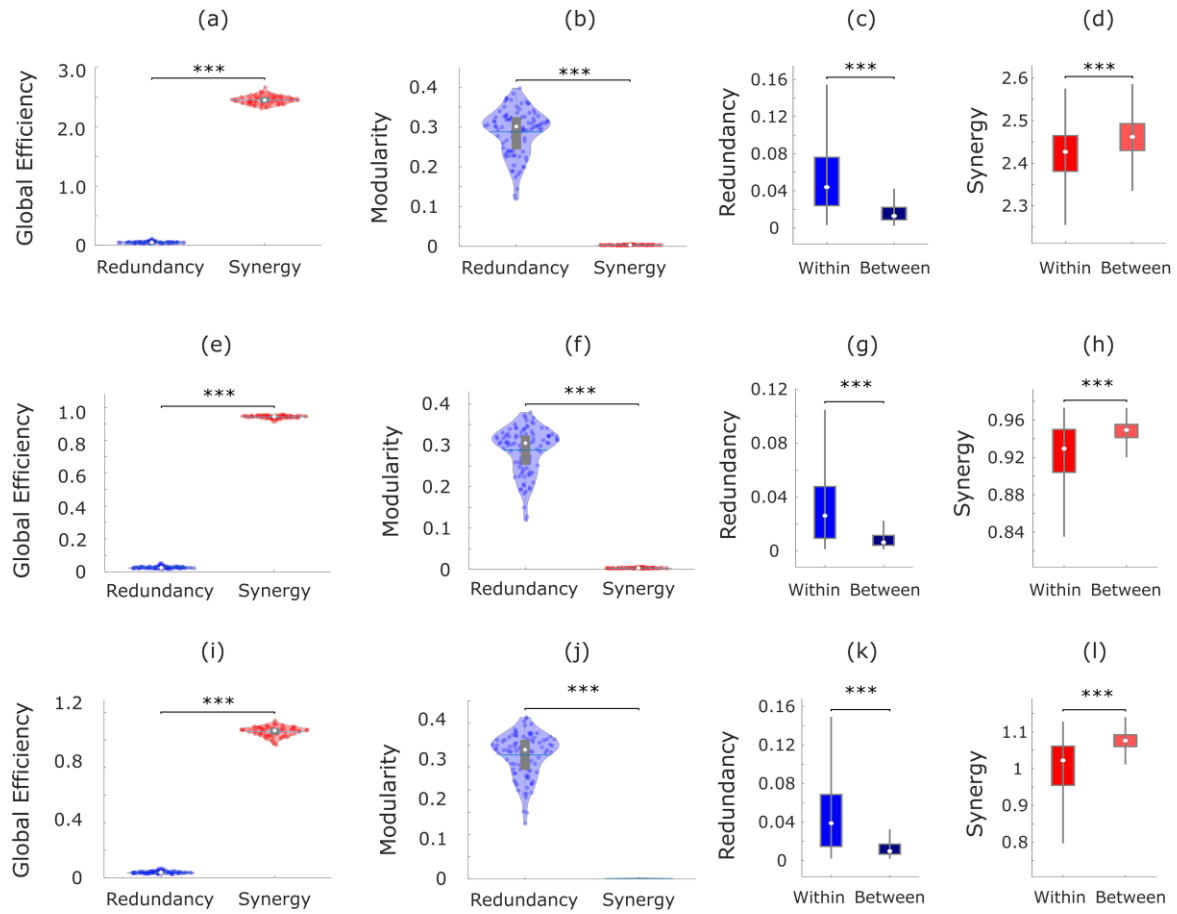 (a)
Global Efficiency
3.0
2.0
1.0
0
***
Redundancy Synergy
(b)
Modularity
0.4
0.3
0.2
0.1
0
***
Redundancy Synergy
(c)
Redundancy
0.16
0.12
0.08
0.04
0
***
Within Between
(d)
Synergy
2.6
2.5
2.4
2.3
***
Within Between
(e)
Global Efficiency
1.0
0.8
0.6
0.4
0.2
0
***
Redundancy Synergy
(f)
Modularity
0.4
0.3
0.2
0.1
0
***
Redundancy Synergy
(g)
Redundancy
0.12
0.08
0.04
0
***
Within Between
(h)
Synergy
0.96
0.92
0.88
0.84
***
Within Between
(i)
Global Efficiency
1.2
0.8
0.4
0
***
Redundancy Synergy
(j)
Modularity
0.4
0.3
0.2
0.1
0
***
Redundancy Synergy
(k)
Redundancy
0.16
0.12
0.08
0.04
0
***
Within Between
(l)
Synergy
1.1
1
0.9
0.8
***
Within Between